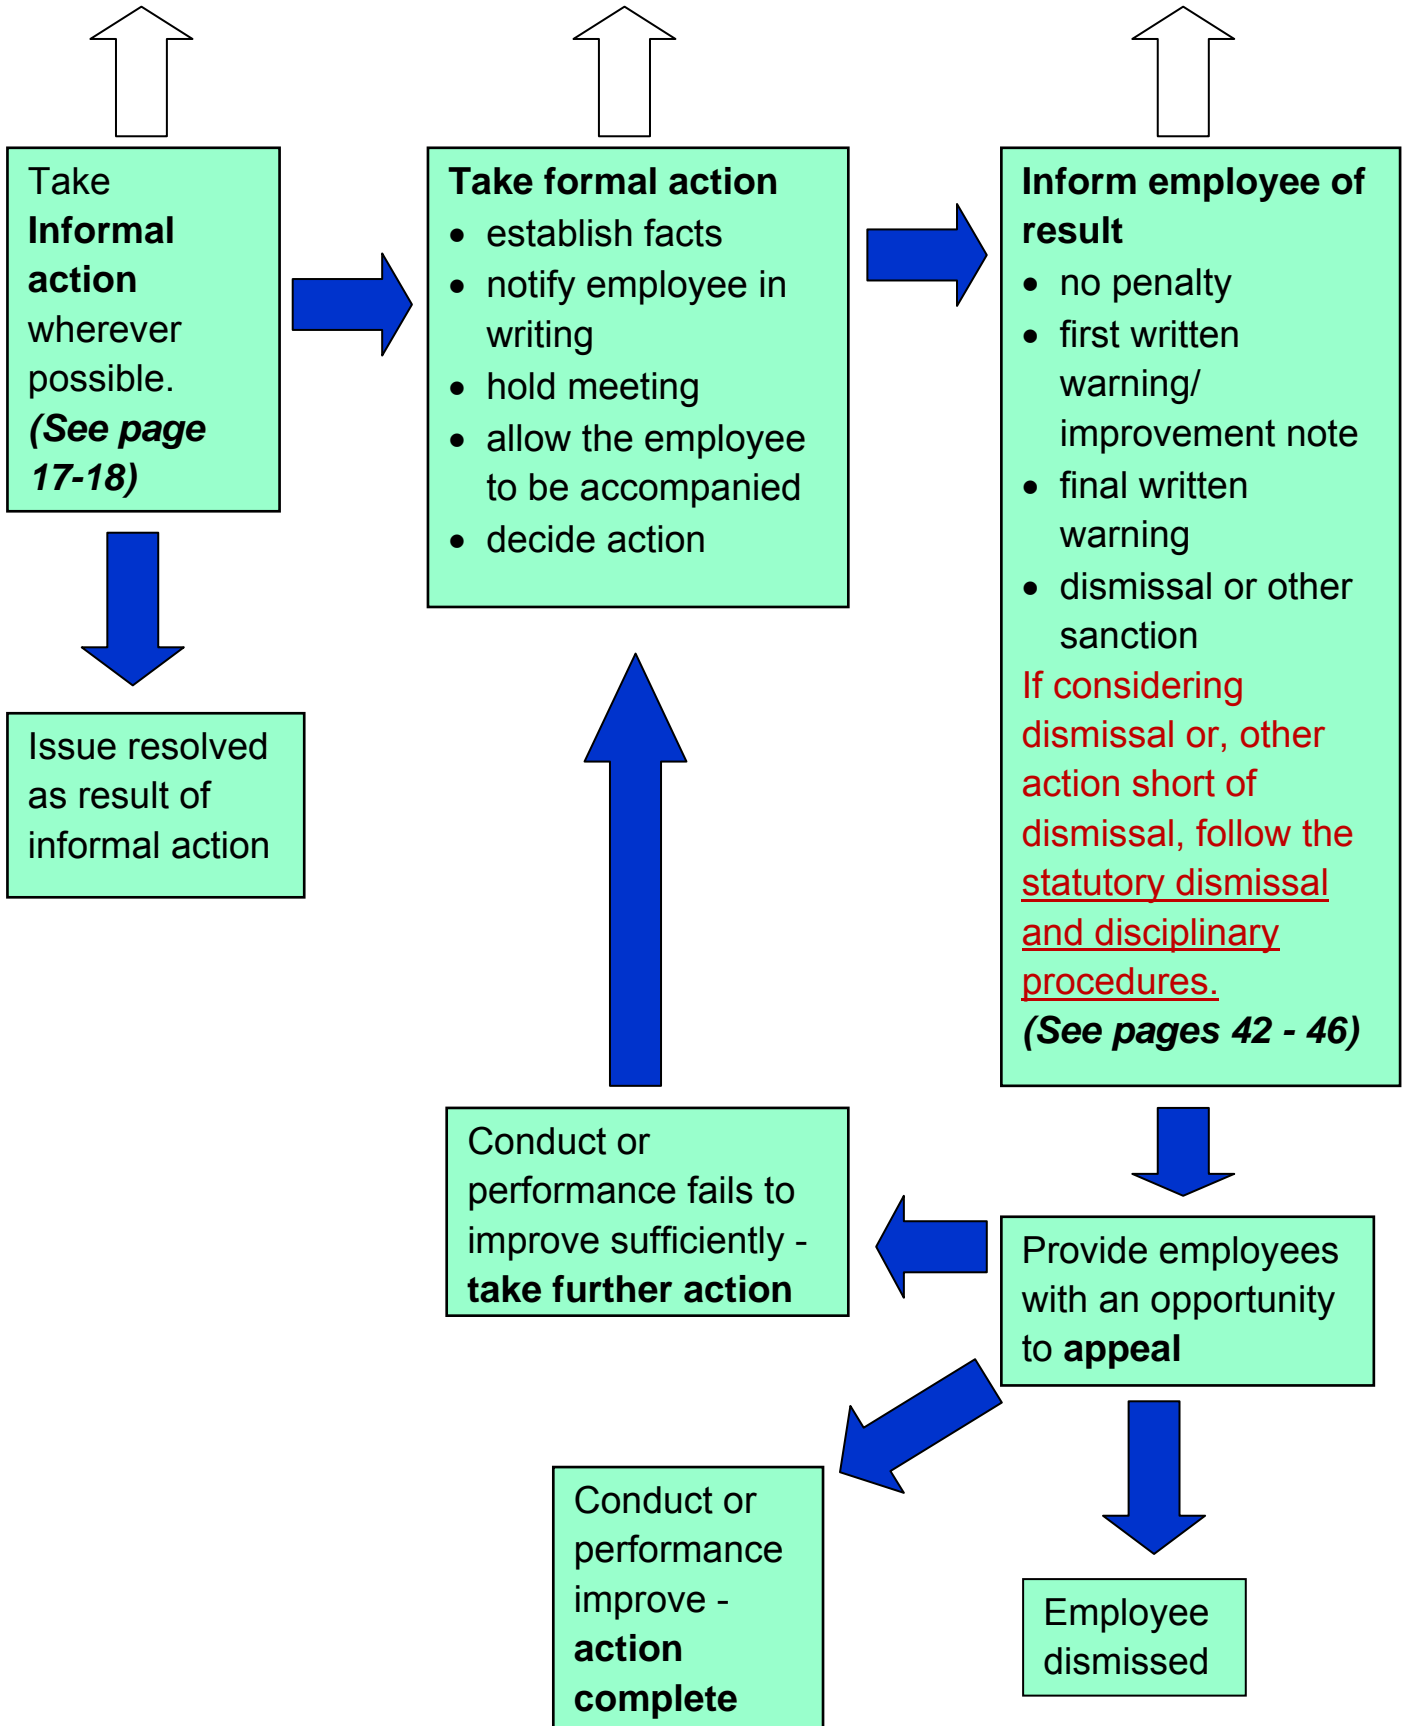 Take
Informal
action
wherever
possible.
(See page
17-18)
Take formal action
• establish facts
• notify employee in
writing
• hold meeting
• allow the employee
to be accompanied
• decide action
Inform employee of
result
• no penalty
• first written
warning/
improvement note
• final written
warning
• dismissal or other
sanction
If considering
dismissal or, other
action short of
dismissal, follow the
statutory dismissal
and disciplinary
procedures.
(See pages 42 - 46)
Issue resolved
as result of
informal action
Conduct or
performance fails to
improve sufficiently -
take further action
Provide employees
with an opportunity
to appeal
Conduct or
performance
improve -
action
complete
Employee
dismissed